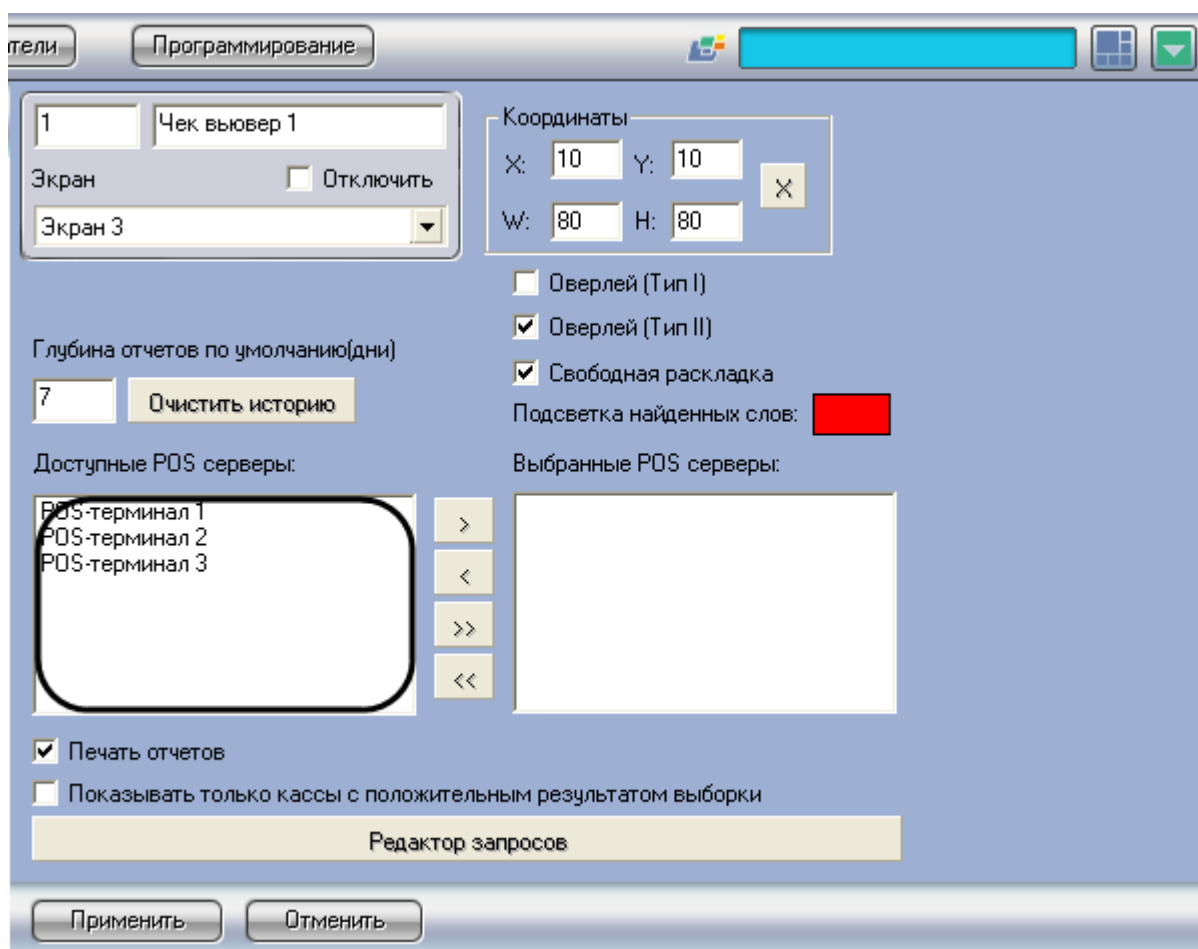 тели
Программирование
1
Чек вьювер 1
Экран
Отключить
Экран 3
Координаты
X: 10 Y: 10
X
W: 80 H: 80
Оверлей (Тип I)
Оверлей (Тип II)
Свободная раскладка
Подсветка найденных слов:
Глубина отчетов по умолчанию(дни)
7
Очистить историю
Доступные POS серверы:
POS-терминал 1
POS-терминал 2
POS-терминал 3
>
<
>>
<<
Выбранные POS серверы:
Печать отчетов
Показывать только кассы с положительным результатом выборки
Редактор запросов
Применить
Отменить